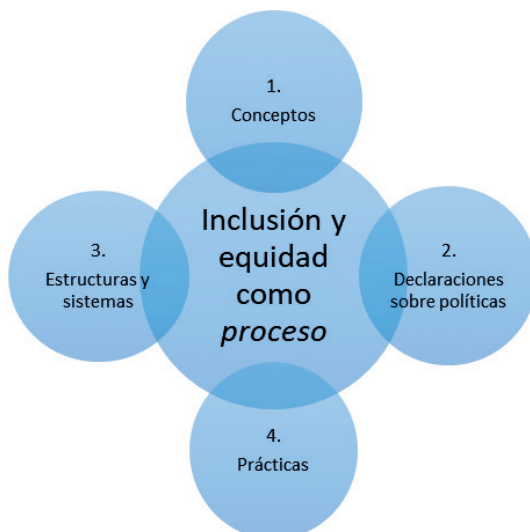 1.
Conceptos
Inclusión y
equidad
como
proceso
2.
Declaraciones
sobre políticas
3.
Estructuras y
sistemas
4.
Prácticas